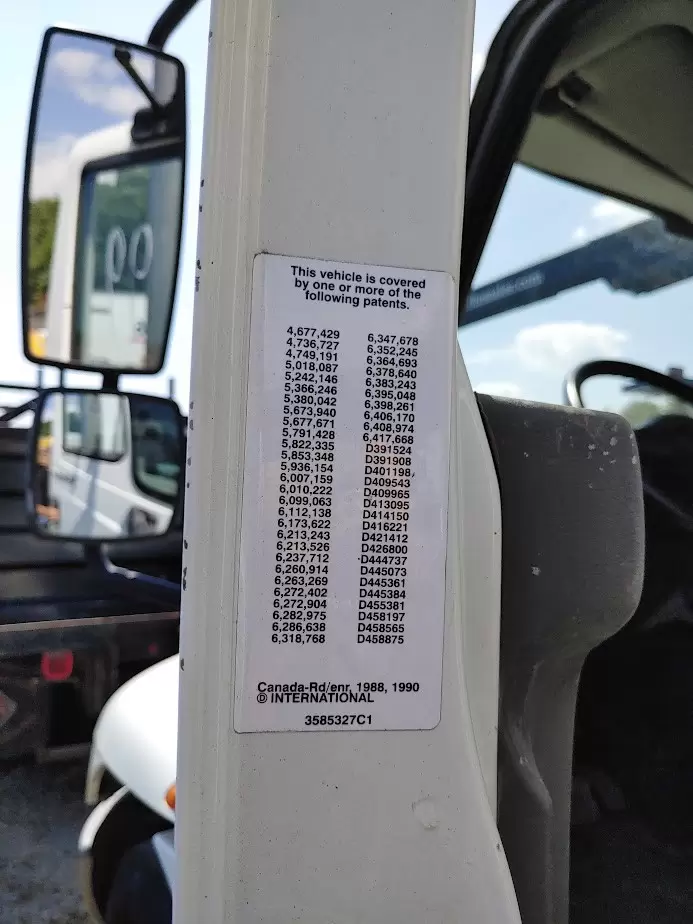 This vehicle is covered
by one or more of the
following patents.
4,677,429
4,736,727
4,749,191
5,018,087
5,242,146
5,366,246
5,380,042
5,673,940
5,677,671
5,791,428
5,822,335
5,853,348
5,936,154
6,007,159
6,010,222
6,099,063
6,112,138
6,173,622
6,213,243
6,213,526
6,237,712
6,260,914
6,263,269
6,272,402
6,272,904
6,282,975
6,286,638
6,318,768
6,347,678
6,352,245
6,364,693
6,378,640
6,383,243
6,395,048
6,398,261
6,406,170
6,408,974
6,417,668
D391524
D391908
D401198
D409543
D409965
D413095
D414150
D416221
D421412
D426800
D444737
D445073
D445361
D445384
D455381
D458197
D458565
D458875
Canada-Rd/enr, 1988, 1990
© INTERNATIONAL
3585327C1